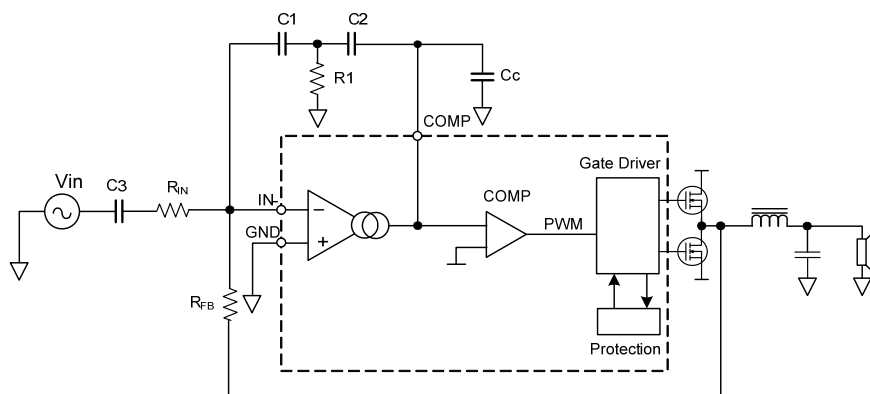 C1
C2
R1
Cc
COMP
Gate Driver
Vin
C3
RIN
IN-
COMP
GND
PWM
RFB
Protection